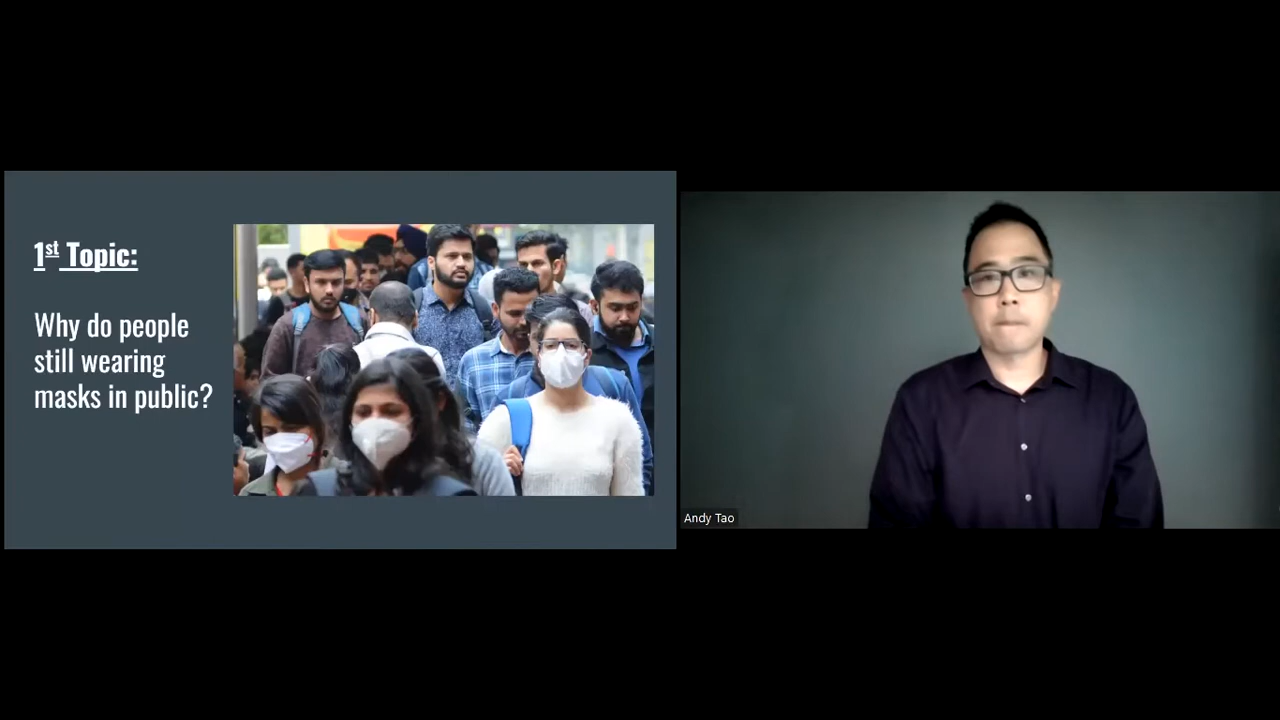 1st Topic:
Why do people
still wearing
masks in public?
Andy Tao